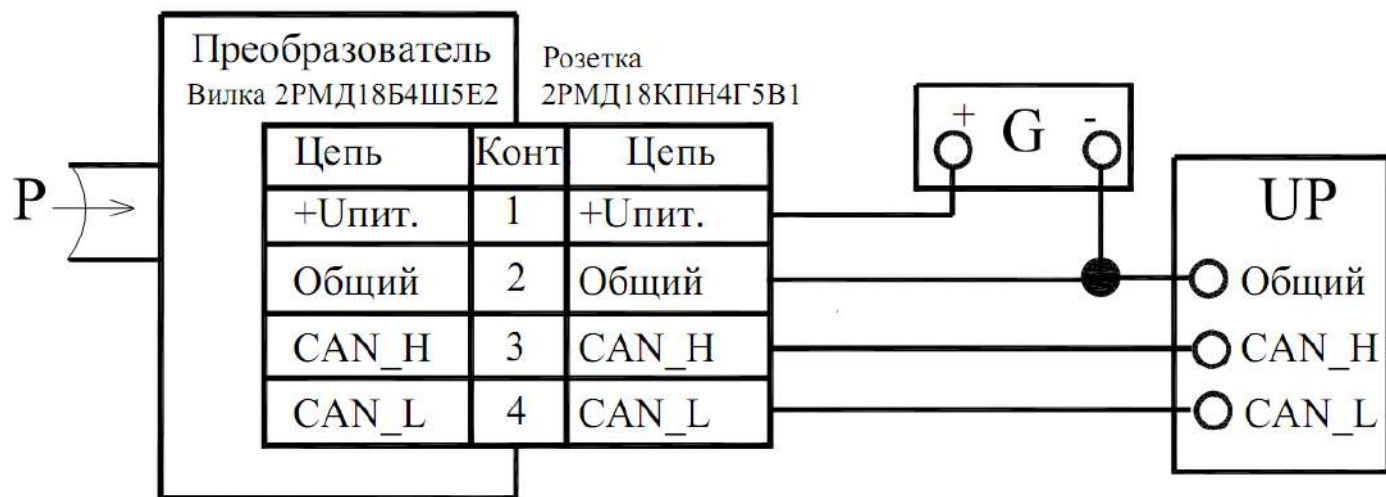 Преобразователь
Вилка 2РМД18Б4Ш5Е2
Розетка
2РМД18КПН4Г5В1
Цепь Конт. Цепь
+Uпит. 1 +Uпит.
Общий 2 Общий
CAN_H 3 CAN_H
CAN_L 4 CAN_L
P
+ G -
UP
Общий
CAN_H
CAN_L